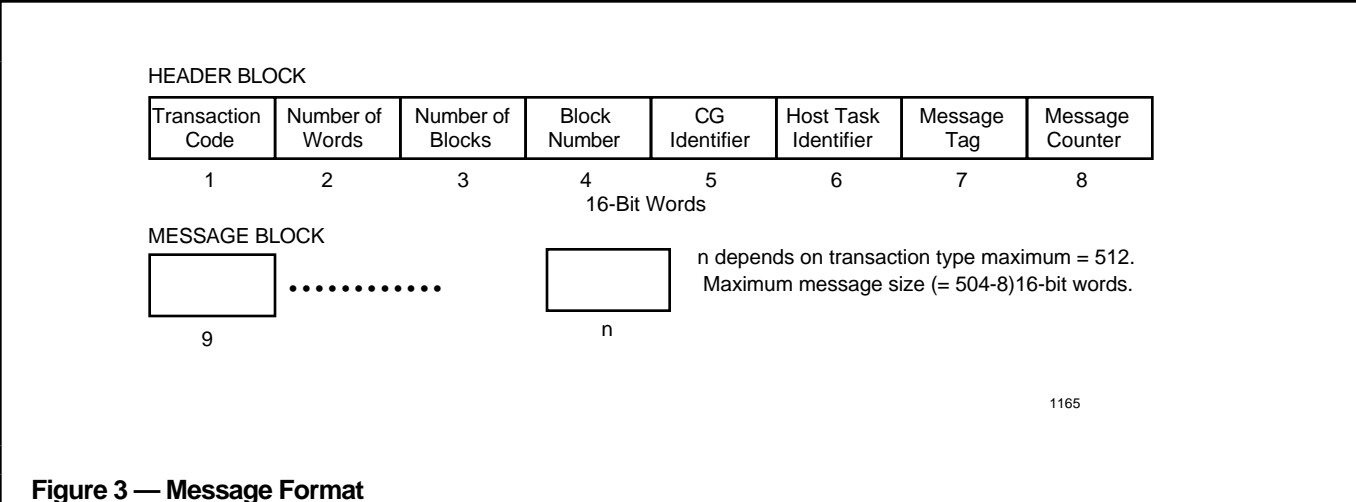 HEADER BLOCK
Transaction Code
Number of Words
Number of Blocks
Block Number
CG Identifier
Host Task Identifier
Message Tag
Message Counter
1 2 3 4 5 6 7 8
16-Bit Words
MESSAGE BLOCK
n depends on transaction type maximum = 512.
Maximum message size (= 504-8)16-bit words.
9 n
1165
Figure 3 — Message Format